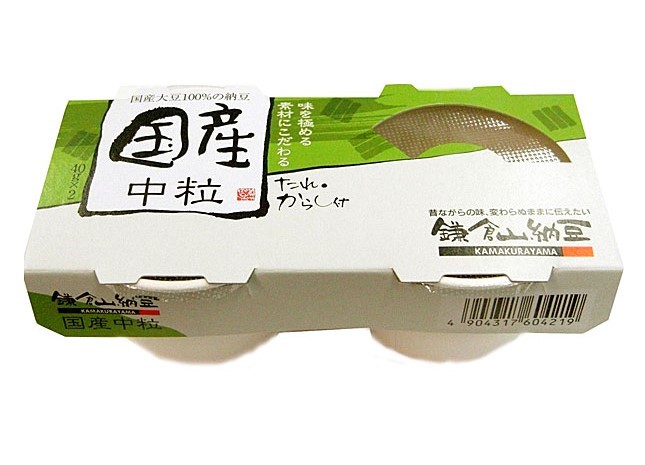 国産大豆100%の納豆
国産
中粒
40g×2
味を極める
素材にこだわる
たれ・
からし付
昔ながらの味、変わらぬままに伝えたい
鎌倉山納豆
KAMAKURAYAMA
鎌倉山納豆
KAMAKURAYAMA
国産中粒
4 904317 604219